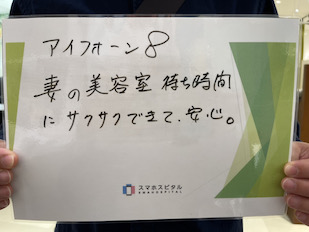 アイフォーン8
妻の美容室 待ち時間
にサクサクできて、安心。
スマホスピタル
SMAHOSPITAL